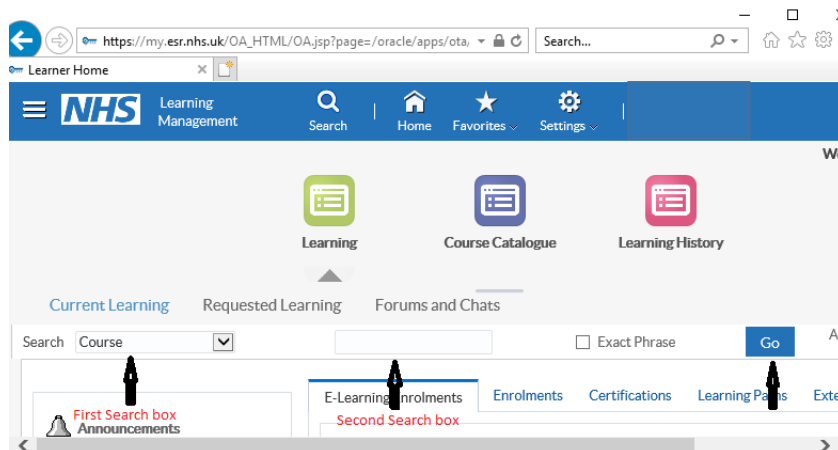 https://my.esr.nhs.uk/OA_HTML/OA.jsp?page=/oracle/apps/ota/
Search...
Learner Home
NHS Learning Management
Search
Home
Favorites
Settings
Learning
Course Catalogue
Learning History
Current Learning
Requested Learning
Forums and Chats
Search
Course
Exact Phrase
Go
First Search box
Second Search box
E-Learning Enrolments
Enrolments
Certifications
Learning Paths
Announcements